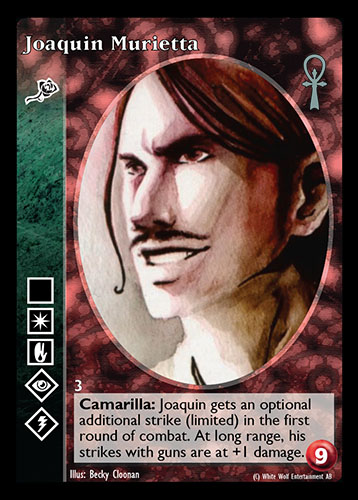 Joaquin Murietta
3
Camarilla: Joaquin gets an optional
additional strike (limited) in the first
round of combat. At long range, his
strikes with guns are at +1 damage.
9
Illus: Becky Cloonan
(C) White Wolf Entertainment AB